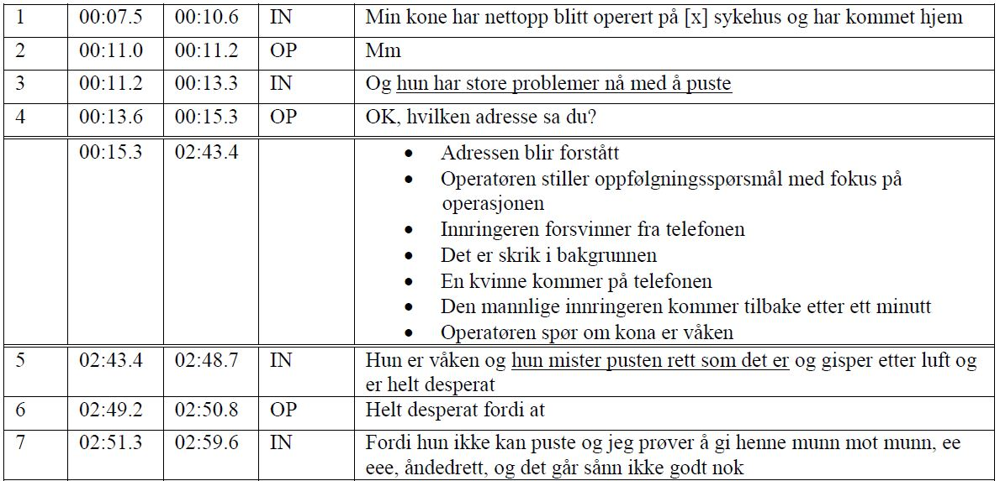 1 00:07.5 00:10.6 IN Min kone har nettopp blitt operert på [x] sykehus og har kommet hjem
2 00:11.0 00:11.2 OP Mm
3 00:11.2 00:13.3 IN Og hun har store problemer nå med å puste
4 00:13.6 00:15.3 OP OK, hvilken adresse sa du?
00:15.3 02:43.4 • Adressen blir forstått
• Operatøren stiller oppfølgningsspørsmål med fokus på
operasjonen
• Innringeren forsvinner fra telefonen
• Det er skrik i bakgrunnen
• En kvinne kommer på telefonen
• Den mannlige innringeren kommer tilbake etter ett minutt
• Operatøren spør om kona er våken
5 02:43.4 02:48.7 IN Hun er våken og hun mister pusten rett som det er og gisper etter luft og
er helt desperat
6 02:49.2 02:50.8 OP Helt desperat fordi at
7 02:51.3 02:59.6 IN Fordi hun ikke kan puste og jeg prøver å gi henne munn mot munn, ee
eee, åndedrett, og det går sånn ikke godt nok